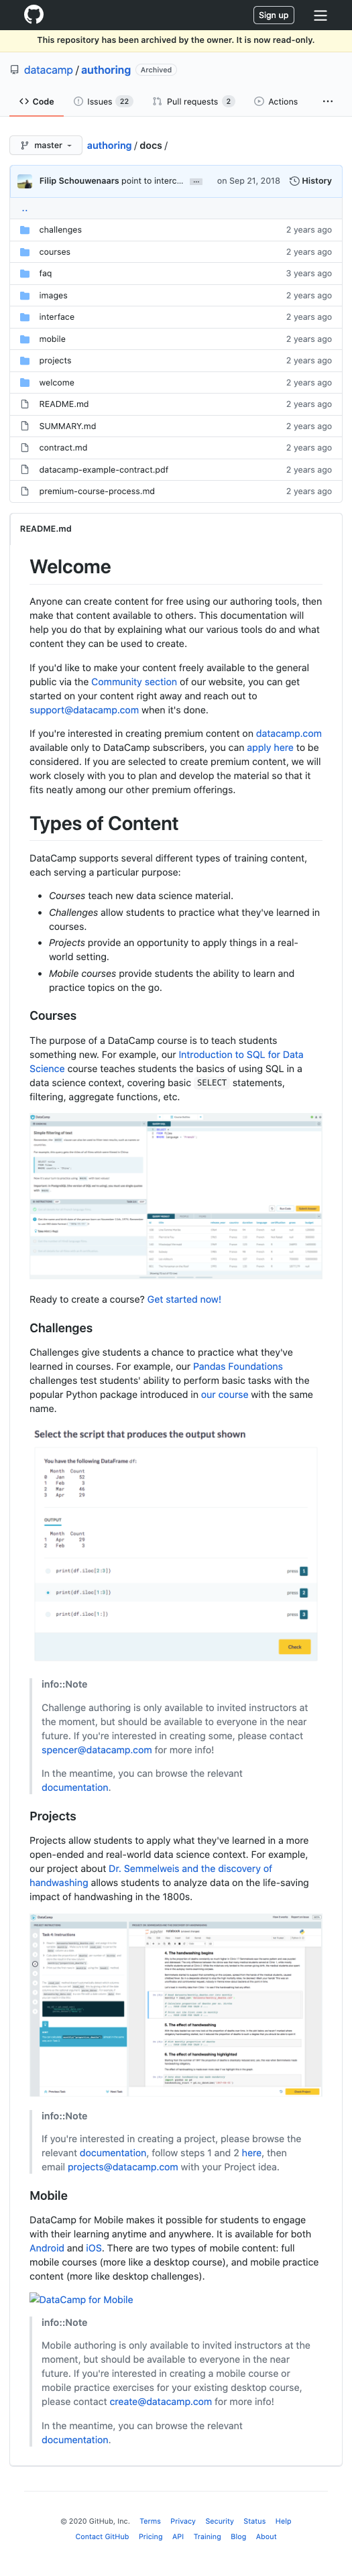 Sign up
This repository has been archived by the owner. It is now read-only.
datacamp / authoring Archived
Code Issues 22 Pull requests 2 Actions ...
master authoring / docs /
Filip Schouwenaars point to interc... ... on Sep 21, 2018 History
..
challenges 2 years ago
courses 2 years ago
faq 3 years ago
images 2 years ago
interface 2 years ago
mobile 2 years ago
projects 2 years ago
welcome 2 years ago
README.md 2 years ago
SUMMARY.md 2 years ago
contract.md 2 years ago
datacamp-example-contract.pdf 2 years ago
premium-course-process.md 2 years ago
README.md
Welcome
Anyone can create content for free using our authoring tools, then
make that content available to others. This documentation will
help you do that by explaining what our various tools do and what
content they can be used to create.
If you'd like to make your content freely available to the general
public via the Community section of our website, you can get
started on your content right away and reach out to
support@datacamp.com when it's done.
If you're interested in creating premium content on datacamp.com
available only to DataCamp subscribers, you can apply here to be
considered. If you are selected to create premium content, we will
work closely with you to plan and develop the material so that it
fits neatly among our other premium offerings.
Types of Content
DataCamp supports several different types of training content,
each serving a particular purpose:
• Courses teach new data science material.
• Challenges allow students to practice what they've learned in
courses.
• Projects provide an opportunity to apply things in a real-
world setting.
• Mobile courses provide students the ability to learn and
practice topics on the go.
Courses
The purpose of a DataCamp course is to teach students
something new. For example, our Introduction to SQL for Data
Science course teaches students the basics of using SQL in a
data science context, covering basic SELECT statements,
filtering, aggregate functions, etc.
Ready to create a course? Get started now!
Challenges
Challenges give students a chance to practice what they've
learned in courses. For example, our Pandas Foundations
challenges test students' ability to perform basic tasks with the
popular Python package introduced in our course with the same
name.
Select the script that produces the output shown
You have the following DataFrame df:
Month Count
0 Jan 52
1 Feb 3
2 Mar 40
3 Apr 29
OUTPUT
Month Count
1 Feb 3
3 Apr 29
print(df.iloc[2:3]) press 1
print(df.iloc[1:3]) press 2
print(df.iloc[1:]) press 3
Check
info::Note
Challenge authoring is only available to invited instructors at
the moment, but should be available to everyone in the near
future. If you're interested in creating some, please contact
spencer@datacamp.com for more info!
In the meantime, you can browse the relevant
documentation.
Projects
Projects allow students to apply what they've learned in a more
open-ended and real-world data science context. For example,
our project about Dr. Semmelweis and the discovery of
handwashing allows students to analyze data on the life-saving
impact of handwashing in the 1800s.
4. The handwashing begins
5. The effect of handwashing
6. The effect of handwashing highlighted
info::Note
If you're interested in creating a project, please browse the
relevant documentation, follow steps 1 and 2 here, then
email projects@datacamp.com with your Project idea.
Mobile
DataCamp for Mobile makes it possible for students to engage
with their learning anytime and anywhere. It is available for both
Android and iOS. There are two types of mobile content: full
mobile courses (more like a desktop course), and mobile practice
content (more like desktop challenges).
DataCamp for Mobile
info::Note
Mobile authoring is only available to invited instructors at the
moment, but should be available to everyone in the near
future. If you're interested in creating a mobile course or
mobile practice exercises for your existing desktop course,
please contact create@datacamp.com for more info!
In the meantime, you can browse the relevant
documentation.
© 2020 GitHub, Inc. Terms Privacy Security Status Help
Contact GitHub Pricing API Training Blog About